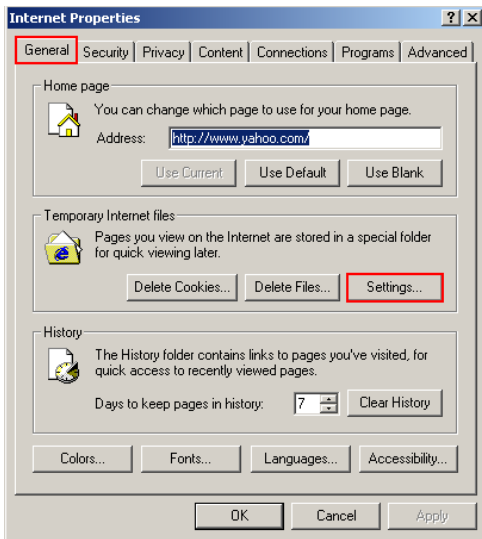 Internet Properties
General Security Privacy Content Connections Programs Advanced
Home page
You can change which page to use for your home page.
Address: http://www.yahoo.com/
Use Current Use Default Use Blank
Temporary Internet files
Pages you view on the Internet are stored in a special folder
for quick viewing later.
Delete Cookies... Delete Files... Settings...
History
The History folder contains links to pages you've visited, for
quick access to recently viewed pages.
Days to keep pages in history: 7 Clear History
Colors... Fonts... Languages... Accessibility...
OK Cancel Apply